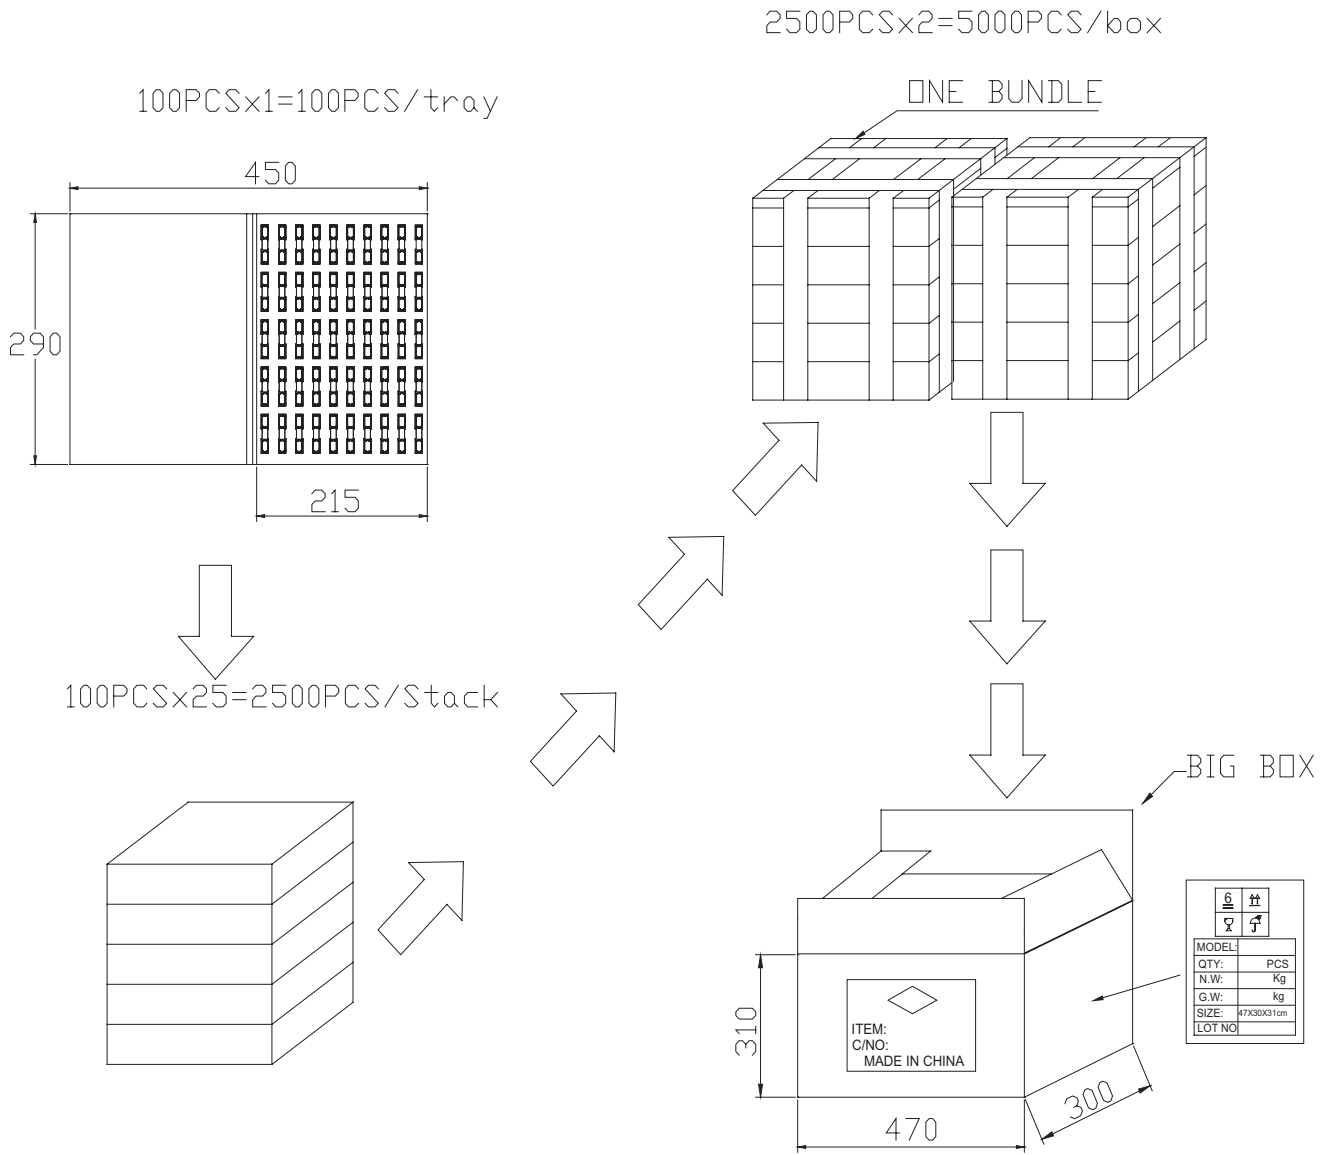 2500PCSx2=5000PCS/box
ONE BUNDLE
100PCSx1=100PCS/tray
450
290
215
100PCSx25=2500PCS/Stack
BIG BOX
6
MODEL:
QTY: PCS
N.W: Kg
G.W: kg
SIZE: 47X30X31cm
LOT NO
310
ITEM:
C/NO:
MADE IN CHINA
300
470